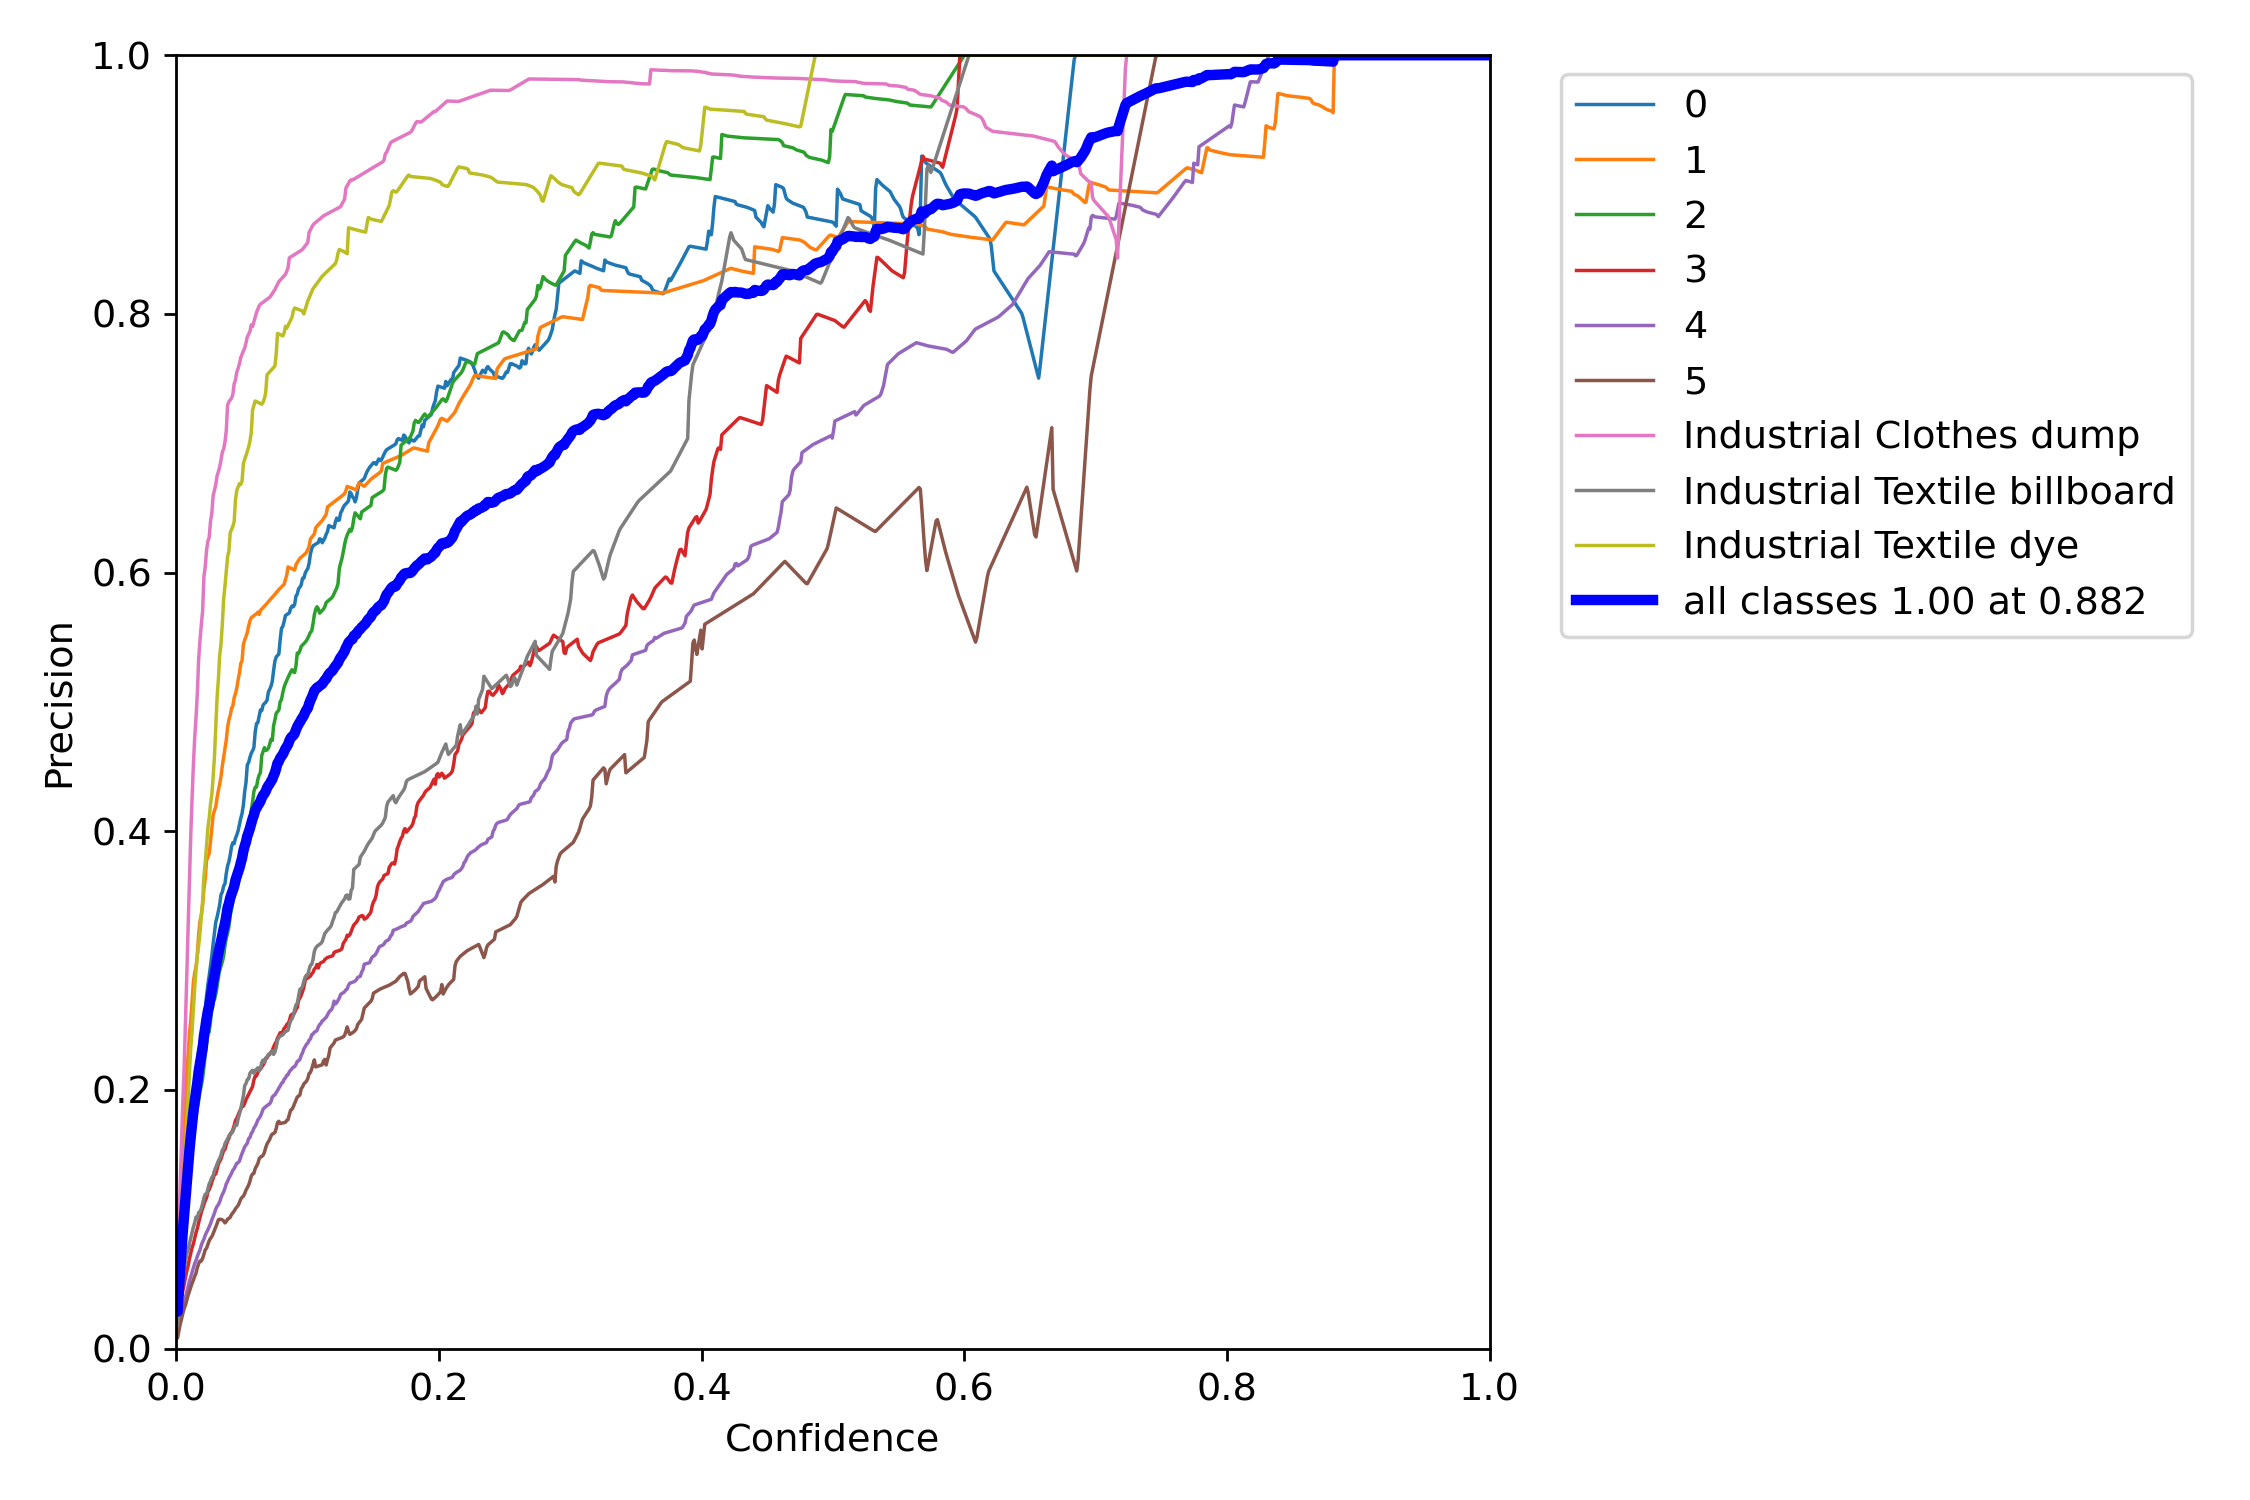 1.0
0.8
0.6
0.4
0.2
0.0
0.0 0.2 0.4 0.6 0.8 1.0
Precision
Confidence
0
1
2
3
4
5
Industrial Clothes dump
Industrial Textile billboard
Industrial Textile dye
all classes 1.00 at 0.882